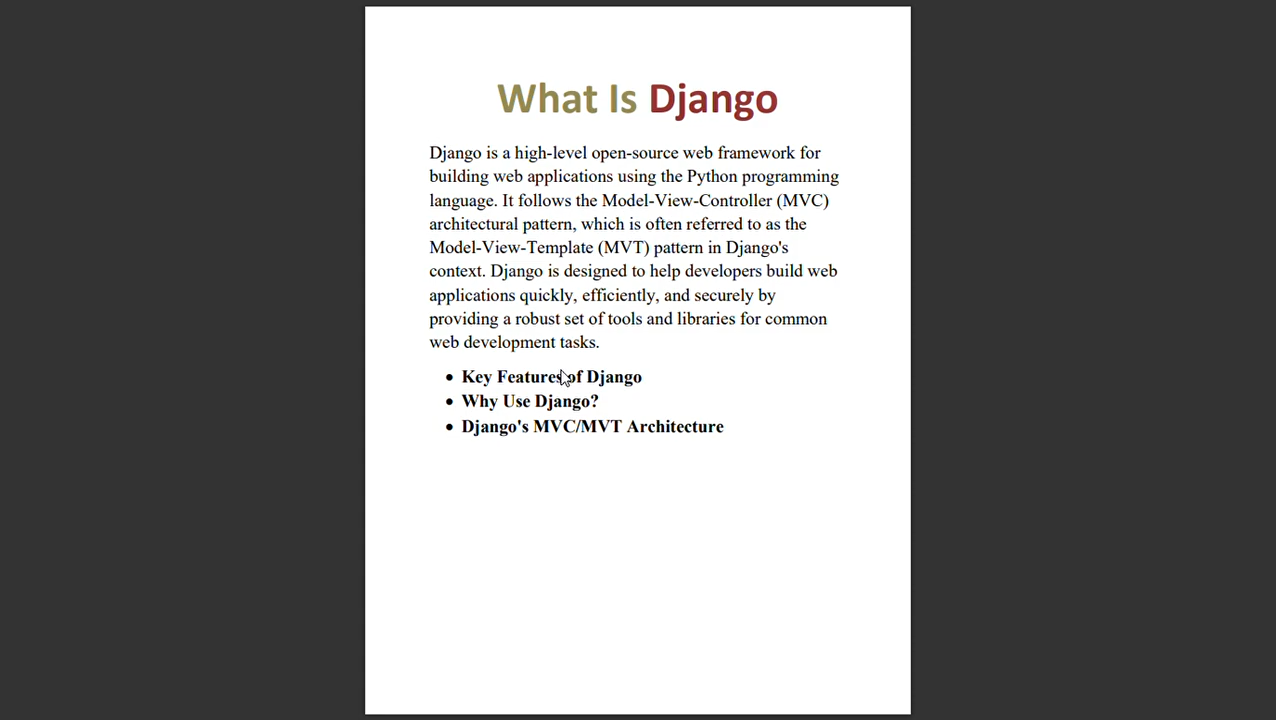 What Is Django
Django is a high-level open-source web framework for
building web applications using the Python programming
language. It follows the Model-View-Controller (MVC)
architectural pattern, which is often referred to as the
Model-View-Template (MVT) pattern in Django's
context. Django is designed to help developers build web
applications quickly, efficiently, and securely by
providing a robust set of tools and libraries for common
web development tasks.
• Key Features of Django
• Why Use Django?
• Django's MVC/MVT Architecture